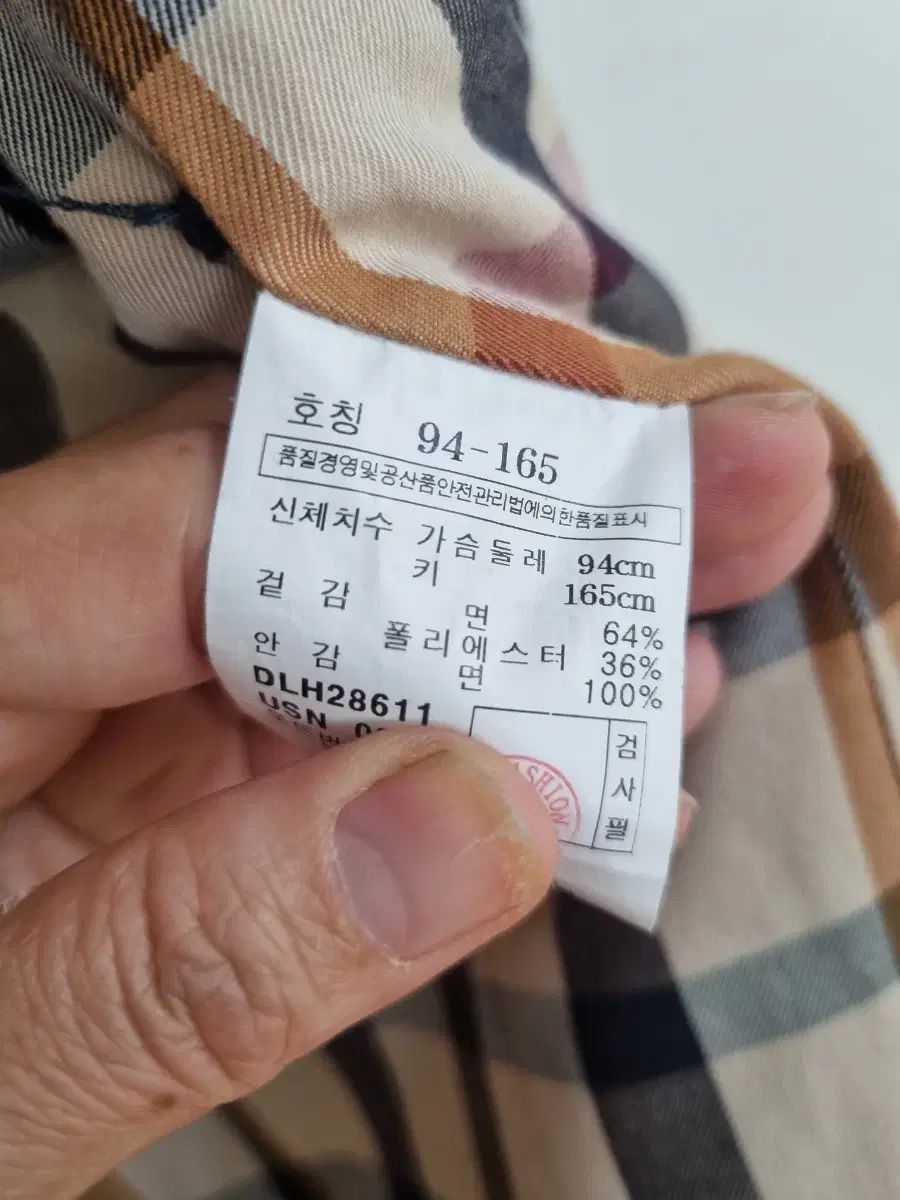 호칭 94-165
품질경영및공산품안전관리법에의한품질표시
신체치수 가슴둘레 94cm
키 165cm
겉감 면 64%
폴리에스터 36%
안감 면 100%
DLH28611
USN
검사필